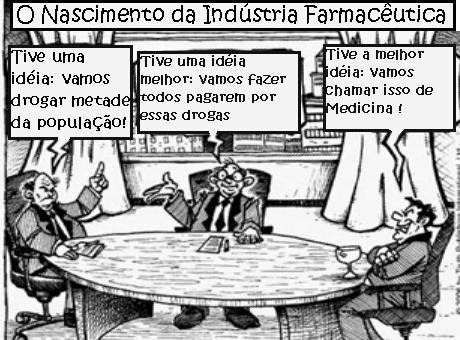 O Nascimento da Indústria Farmacêutica
Tive uma
idéia: vamos
drogar metade
da população!
Tive uma idéia
melhor: vamos fazer
todos pagarem por
essas drogas
Tive a melhor
idéia: vamos
chamar isso de
Medicina !